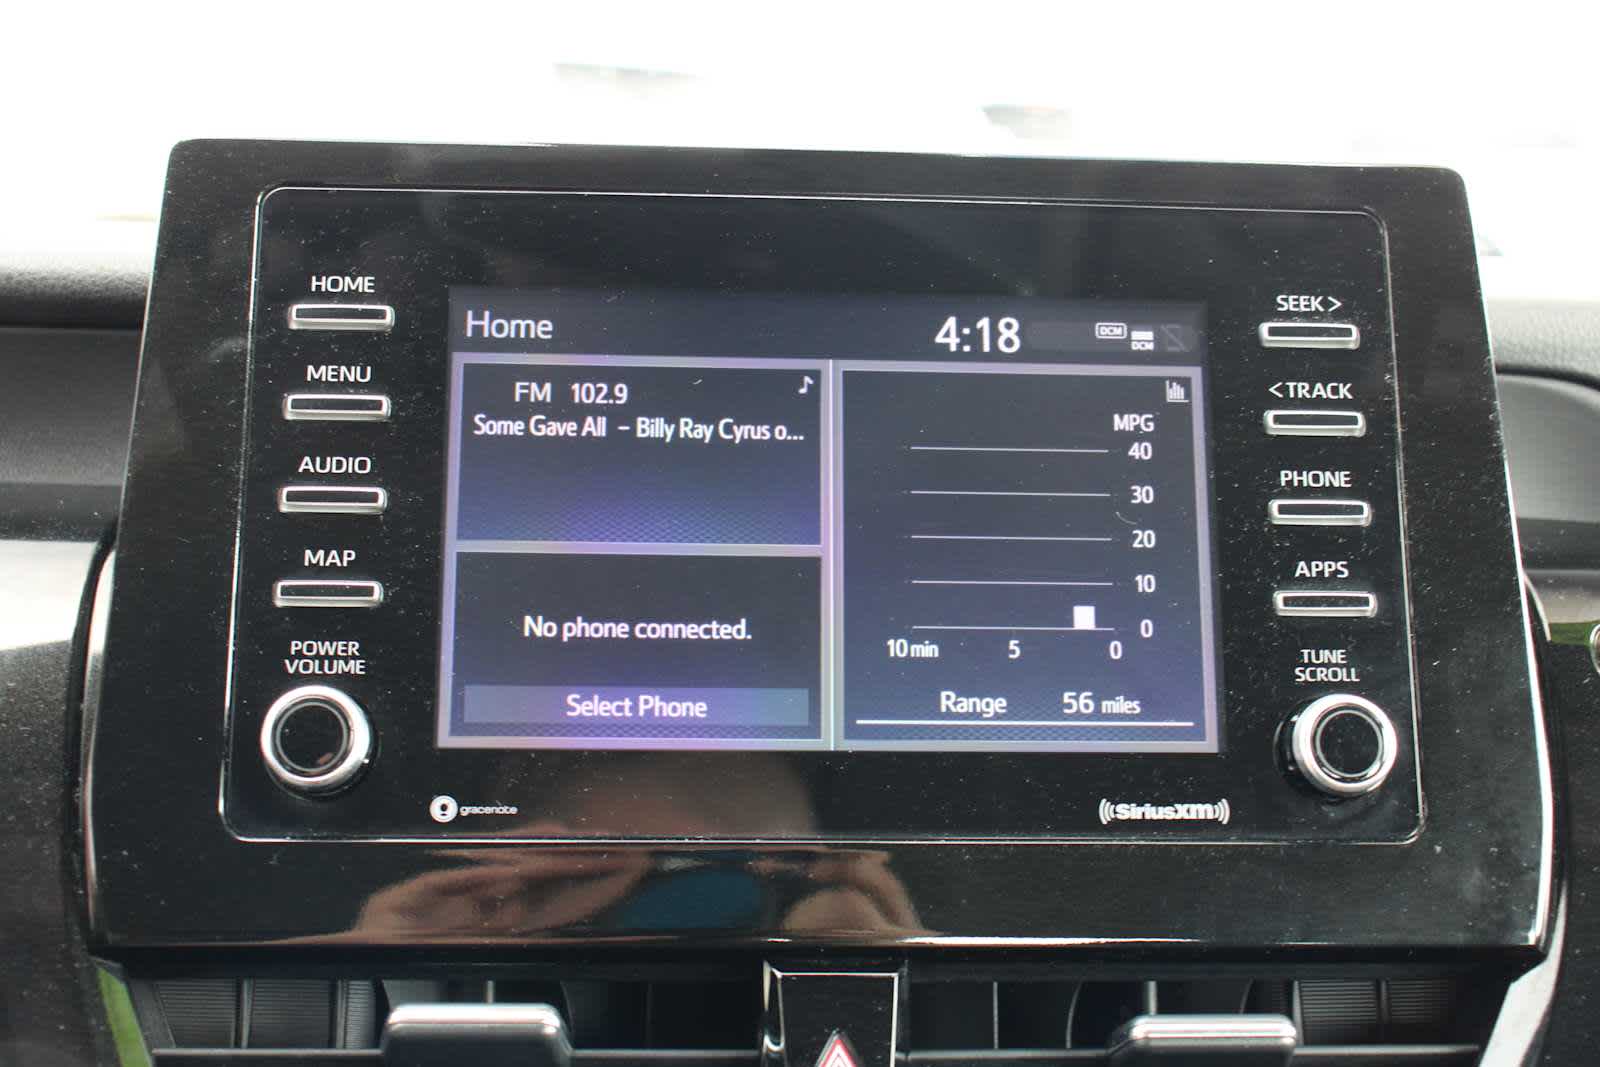 HOME
MENU
AUDIO
MAP
POWER
VOLUME
Home
4:18
DCM
DCM
FM 102.9
Some Gave All – Billy Ray Cyrus o...
No phone connected.
Select Phone
MPG
40
30
20
10
0
10 min 5 0
Range 56 miles
SEEK >
< TRACK
PHONE
APPS
TUNE
SCROLL
gracenote
((SiriusXM))